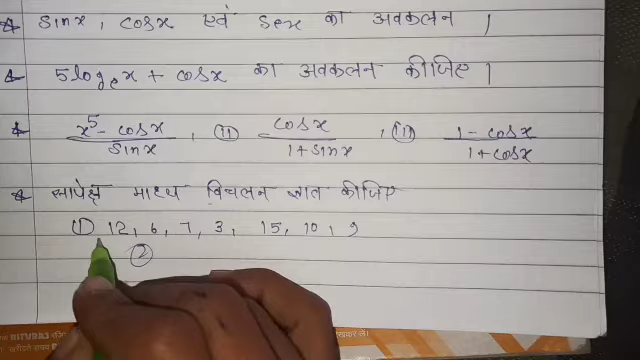 * sinx, cosx एवं secx का अवकलन |
* 5logₑx + cosx का अवकलन कीजिए |
* x⁵ - cosx / sinx , (ii) cosx / 1 + sinx , (iii) 1 - cosx / 1 + cosx
* सापेक्ष माध्य विचलन ज्ञात कीजिए
(1) 12, 6, 7, 3, 15, 10, 9
(2)